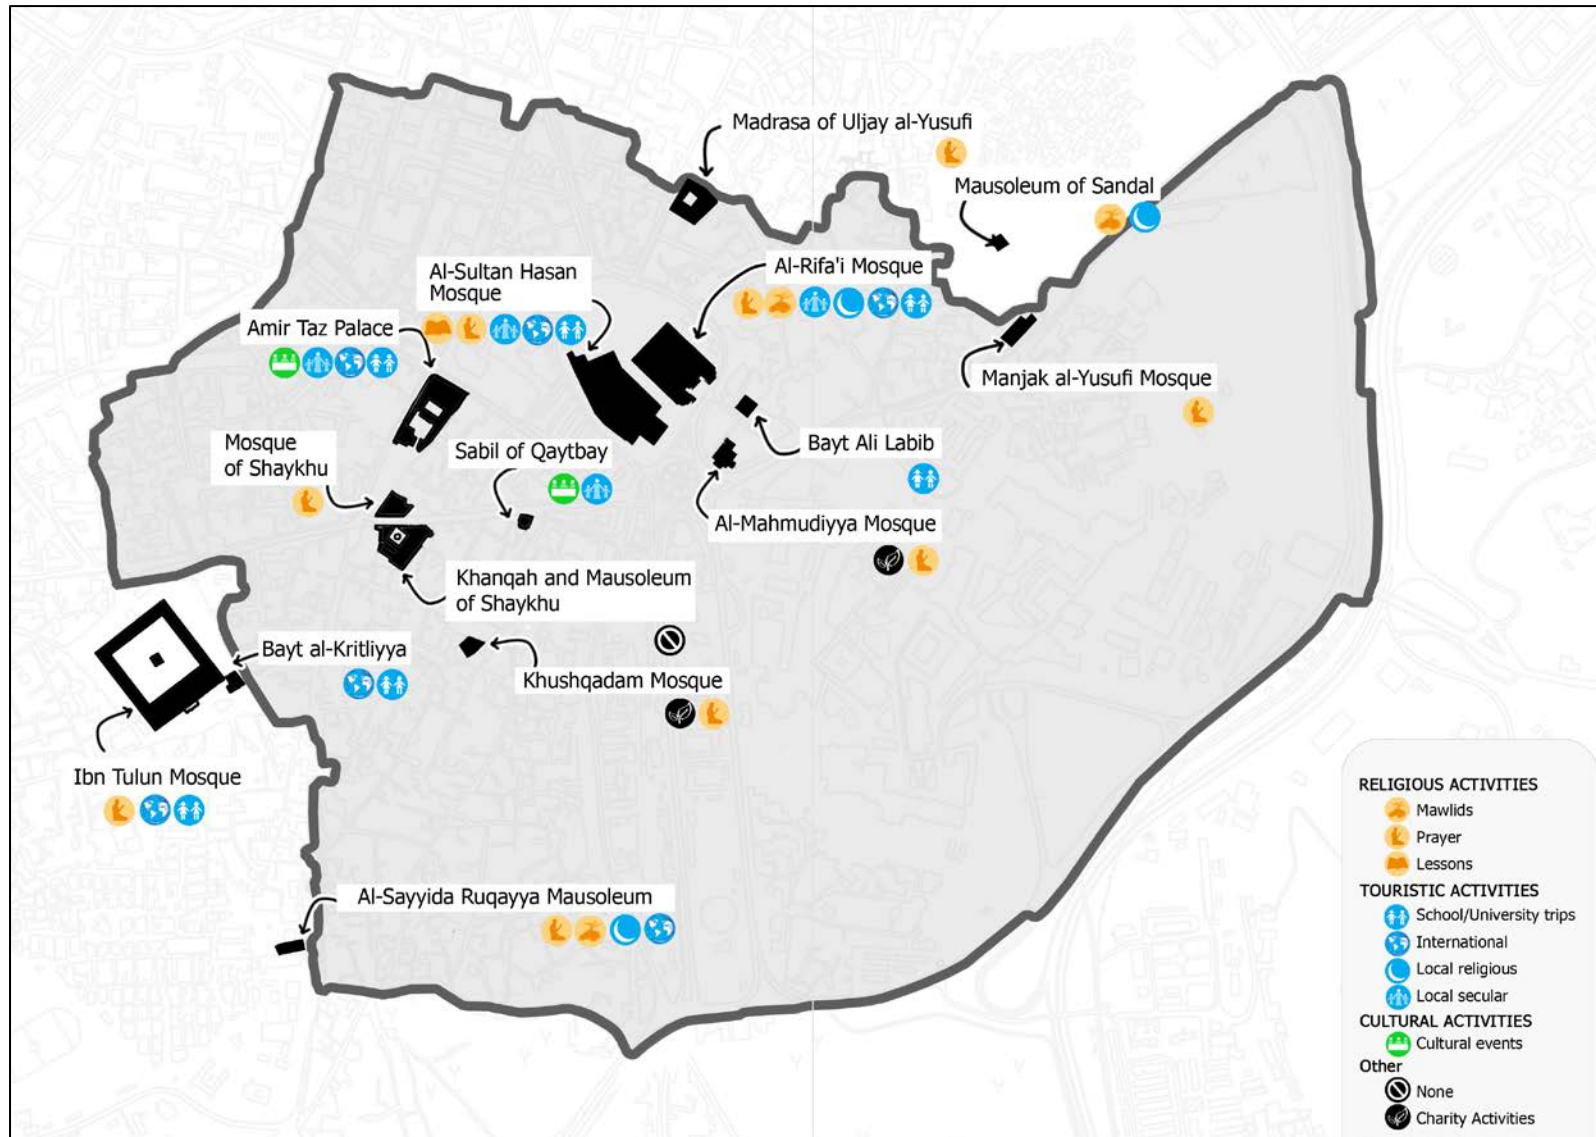 Madrasa of Uljay al-Yusufi
Mausoleum of Sandal
Al-Sultan Hasan
Mosque
Al-Rifa'i Mosque
Amir Taz Palace
Manjak al-Yusufi Mosque
Mosque
of Shaykhu
Sabil of Qaytbay
Bayt Ali Labib
Al-Mahmudiyya Mosque
Khanqah and Mausoleum
of Shaykhu
Bayt al-Kritliyya
Khushqadam Mosque
Ibn Tulun Mosque
Al-Sayyida Ruqayya Mausoleum
RELIGIOUS ACTIVITIES
Mawlids
Prayer
Lessons
TOURISTIC ACTIVITIES
School/University trips
International
Local religious
Local secular
CULTURAL ACTIVITIES
Cultural events
Other
None
Charity Activities